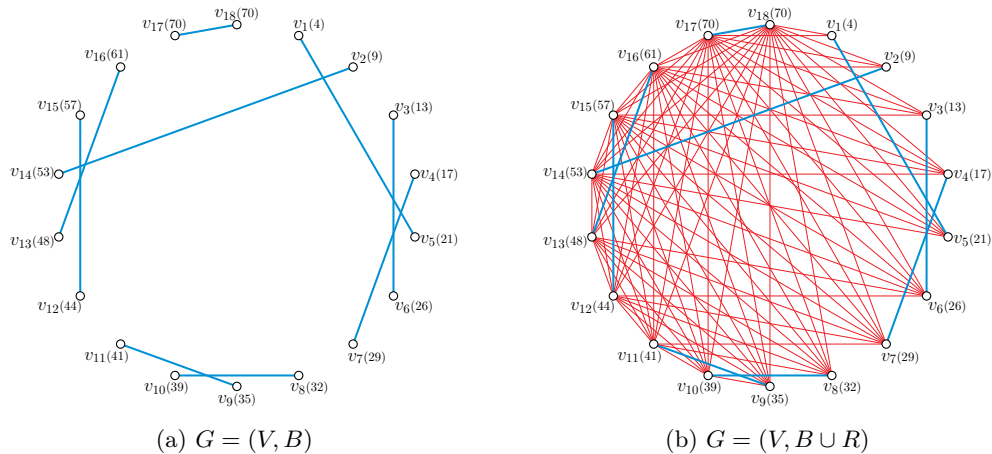 v18(70)
v17(70)
v1(4)
v16(61)
v2(9)
v15(57)
v3(13)
v14(53)
v4(17)
v13(48)
v5(21)
v12(44)
v6(26)
v11(41)
v7(29)
v10(39)
v9(35)
v8(32)
(a) G = (V, B)
v18(70)
v17(70)
v1(4)
v16(61)
v2(9)
v15(57)
v3(13)
v14(53)
v4(17)
v13(48)
v5(21)
v12(44)
v6(26)
v11(41)
v7(29)
v10(39)
v9(35)
v8(32)
(b) G = (V, B ∪ R)